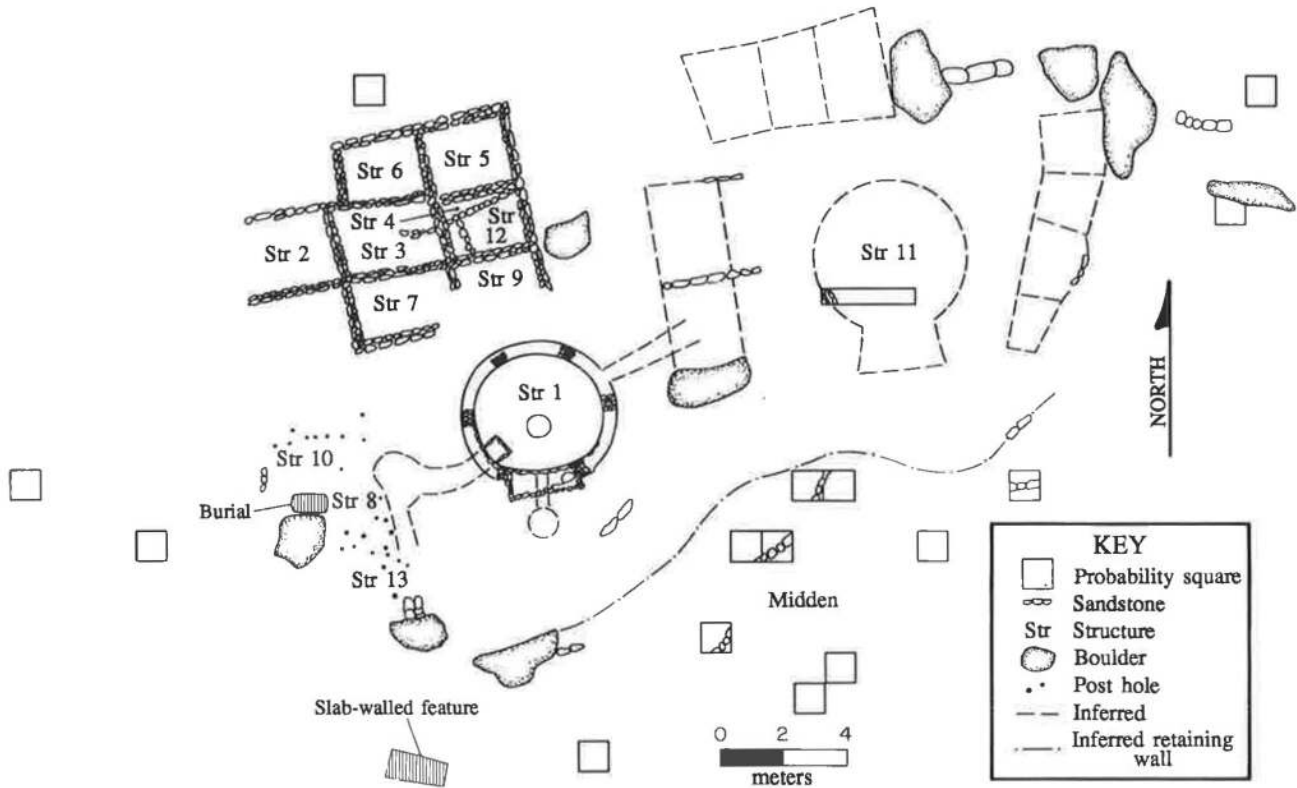 Str 6
Str 5
Str 4
Str
12
Str 2
Str 3
Str 9
Str 7
Str 11
Str 1
NORTH
Str 10
Str 8
Burial
Str 13
Midden
Slab-walled feature
0 2 4
meters
KEY
Probability square
Sandstone
Str Structure
Boulder
Post hole
Inferred
Inferred retaining
wall